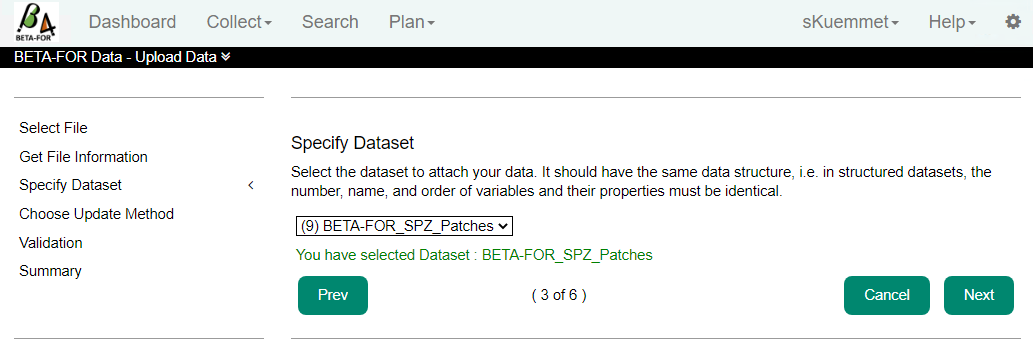 BETA-FOR
Dashboard Collect Search Plan sKuemmet Help
BETA-FOR Data - Upload Data
Select File
Get File Information
Specify Dataset
Choose Update Method
Validation
Summary
Specify Dataset
Select the dataset to attach your data. It should have the same data structure, i.e. in structured datasets, the
number, name, and order of variables and their properties must be identical.
(9) BETA-FOR_SPZ_Patches
You have selected Dataset : BETA-FOR_SPZ_Patches
Prev ( 3 of 6 ) Cancel Next